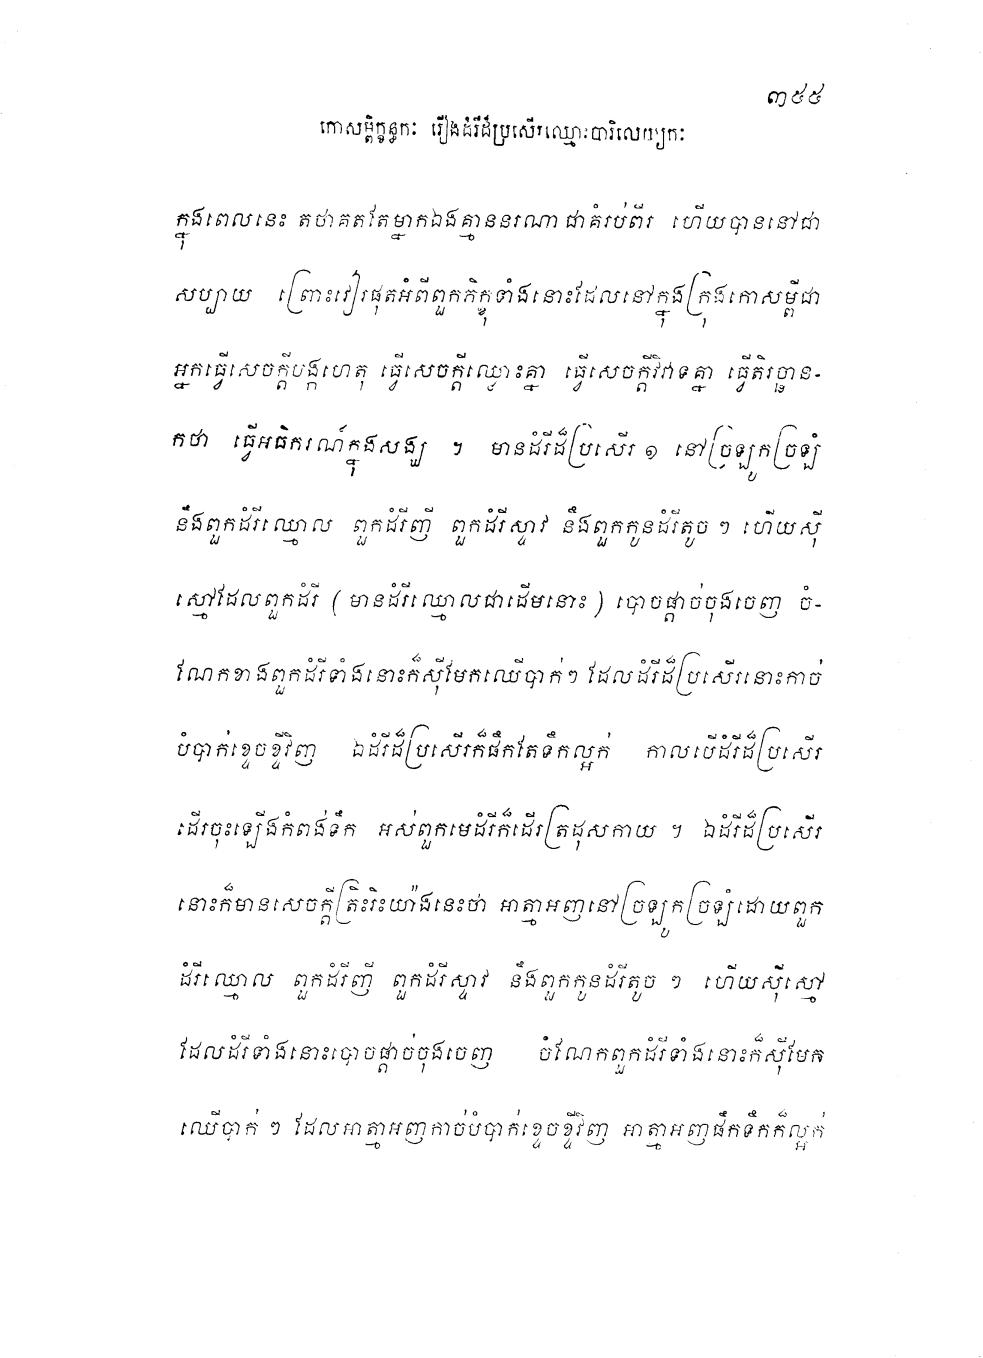 ៣៥៥
កោសម្ពិក្ខន្ធកៈ រឿងដំរីដ៏ប្រសើរឈ្មោះបារិលេយ្យកៈ
ក្នុងពេលនេះ តថាគតតែម្នាក់ឯងគ្មាននរណាជាគំរប់ពីរ ហើយបាននៅជា
សប្បាយ ព្រោះវៀរផុតអំពីពួកភិក្ខុទាំងនោះដែលនៅក្នុងក្រុងកោសម្ពីជា
អ្នកធ្វើសេចក្តីបង្កហេតុ ធ្វើសេចក្តីឈ្លោះគ្នា ធ្វើសេចក្តីវិវាទគ្នា ធ្វើតិរច្ឆាន-
កថា ធ្វើអធិករណ៍ក្នុងសង្ឃ ។ មានដំរីដ៏ប្រសើរ ១ នៅច្រឡូកច្រឡំ
នឹងពួកដំរីឈ្មោល ពួកដំរីញី ពួកដំរីស្ទាវ នឹងពួកកូនដំរីតូច ៗ ហើយស៊ី
ស្មៅដែលពួកដំរី ( មានដំរីឈ្មោលជាដើមនោះ ) បោចផ្តាច់ចុងចេញ ចំ-
ណែកខាងពួកដំរីទាំងនោះក៏ស៊ីមែកឈើបាក់ៗ ដែលដំរីដ៏ប្រសើរនោះកាច់
បំបាក់ខ្ទេចខ្ទីវិញ ឯដំរីដ៏ប្រសើរក៏ផឹកតែទឹកល្អក់ កាលបើដំរីដ៏ប្រសើរ
ដើរចុះឡើងកំពង់ទឹក អស់ពួកមេដំរីក៏ដើរត្រដុសកាយ ។ ឯដំរីដ៏ប្រសើរ
នោះក៏មានសេចក្តីត្រិះរិះយ៉ាងនេះថា អាត្មាអញនៅច្រឡូកច្រឡំដោយពួក
ដំរីឈ្មោល ពួកដំរីញី ពួកដំរីស្ទាវ នឹងពួកកូនដំរីតូច ៗ ហើយស៊ីស្មៅ
ដែលដំរីទាំងនោះបោចផ្តាច់ចុងចេញ ចំណែកពួកដំរីទាំងនោះក៏ស៊ីមែក
ឈើបាក់ ៗ ដែលអាត្មាអញកាច់បំបាក់ខ្ទេចខ្ទីវិញ អាត្មាអញផឹកទឹកក៏ល្អក់